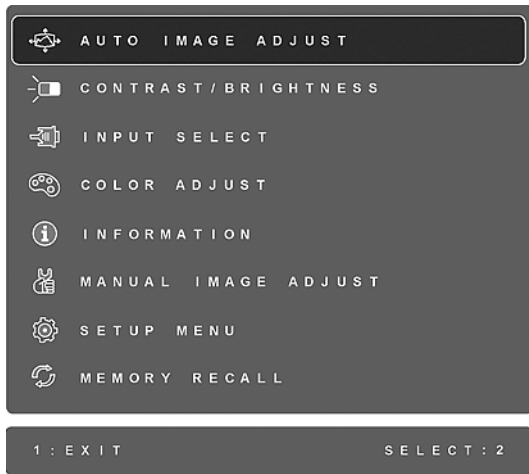 AUTO IMAGE ADJUST
CONTRAST/BRIGHTNESS
INPUT SELECT
COLOR ADJUST
INFORMATION
MANUAL IMAGE ADJUST
SETUP MENU
MEMORY RECALL
1:EXIT SELECT:2